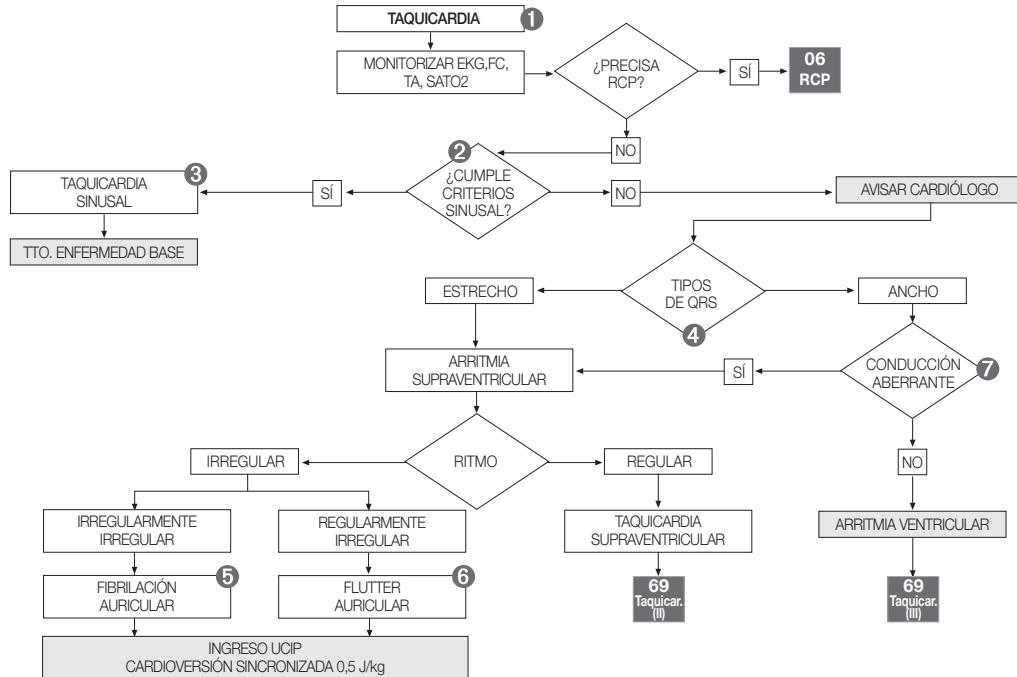 TAQUICARDIA
1
MONITORIZAR EKG,FC,
TA, SATO2
¿PRECISA
RCP?
SÍ
06
RCP
NO
2
¿CUMPLE
CRITERIOS
SINUSAL?
SÍ
3
TAQUICARDIA
SINUSAL
TTO. ENFERMEDAD BASE
NO
AVISAR CARDIÓLOGO
TIPOS
DE QRS
4
ESTRECHO
ANCHO
ARRITMIA
SUPRAVENTRICULAR
SÍ
CONDUCCIÓN
ABERRANTE
7
RITMO
IRREGULAR
REGULAR
NO
IRREGULARMENTE
IRREGULAR
REGULARMENTE
IRREGULAR
TAQUICARDIA
SUPRAVENTRICULAR
ARRITMIA VENTRICULAR
5
FIBRILACIÓN
AURICULAR
6
FLUTTER
AURICULAR
69
Taquicar.
(II)
69
Taquicar.
(III)
INGRESO UCIP
CARDIOVERSIÓN SINCRONIZADA 0,5 J/kg